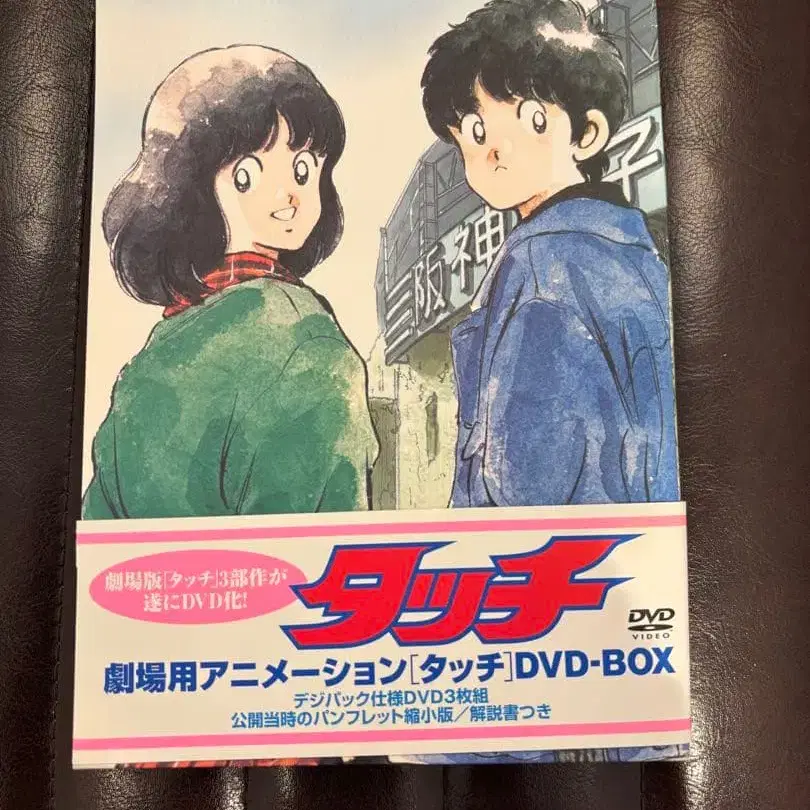 阪神
子
劇場版「タッチ」3部作が
遂にDVD化!
タッチ
DVD
VIDEO
劇場用アニメーション[タッチ]DVD-BOX
デジパック仕様DVD3枚組
公開当時のパンフレット縮小版/解説書つき